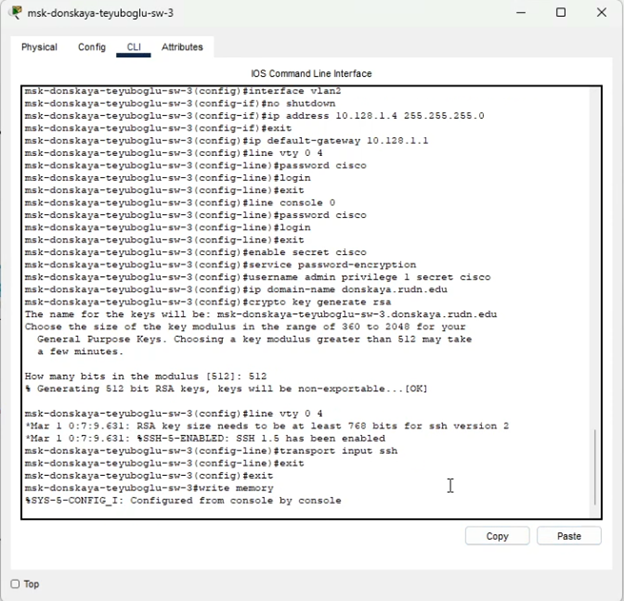 msk-donskaya-teyuboglu-sw-3
Physical Config CLI Attributes
IOS Command Line Interface
msk-donskaya-teyuboglu-sw-3(config)#interface vlan2
msk-donskaya-teyuboglu-sw-3(config-if)#no shutdown
msk-donskaya-teyuboglu-sw-3(config-if)#ip address 10.128.1.4 255.255.255.0
msk-donskaya-teyuboglu-sw-3(config-if)#exit
msk-donskaya-teyuboglu-sw-3(config)#ip default-gateway 10.128.1.1
msk-donskaya-teyuboglu-sw-3(config)#line vty 0 4
msk-donskaya-teyuboglu-sw-3(config-line)#password cisco
msk-donskaya-teyuboglu-sw-3(config-line)#login
msk-donskaya-teyuboglu-sw-3(config-line)#exit
msk-donskaya-teyuboglu-sw-3(config)#line console 0
msk-donskaya-teyuboglu-sw-3(config-line)#password cisco
msk-donskaya-teyuboglu-sw-3(config-line)#login
msk-donskaya-teyuboglu-sw-3(config-line)#exit
msk-donskaya-teyuboglu-sw-3(config)#enable secret cisco
msk-donskaya-teyuboglu-sw-3(config)#service password-encryption
msk-donskaya-teyuboglu-sw-3(config)#username admin privilege 1 secret cisco
msk-donskaya-teyuboglu-sw-3(config)#ip domain-name donskaya.rudn.edu
msk-donskaya-teyuboglu-sw-3(config)#crypto key generate rsa
The name for the keys will be: msk-donskaya-teyuboglu-sw-3.donskaya.rudn.edu
Choose the size of the key modulus in the range of 360 to 2048 for your
General Purpose Keys. Choosing a key modulus greater than 512 may take
a few minutes.
How many bits in the modulus [512]: 512
% Generating 512 bit RSA keys, keys will be non-exportable...[OK]
msk-donskaya-teyuboglu-sw-3(config)#line vty 0 4
*Mar 1 0:7:9.631: RSA key size needs to be at least 768 bits for ssh version 2
*Mar 1 0:7:9.631: %SSH-5-ENABLED: SSH 1.5 has been enabled
msk-donskaya-teyuboglu-sw-3(config-line)#transport input ssh
msk-donskaya-teyuboglu-sw-3(config-line)#exit
msk-donskaya-teyuboglu-sw-3(config)#exit
msk-donskaya-teyuboglu-sw-3#write memory
%SYS-5-CONFIG_I: Configured from console by console
Copy Paste
Top